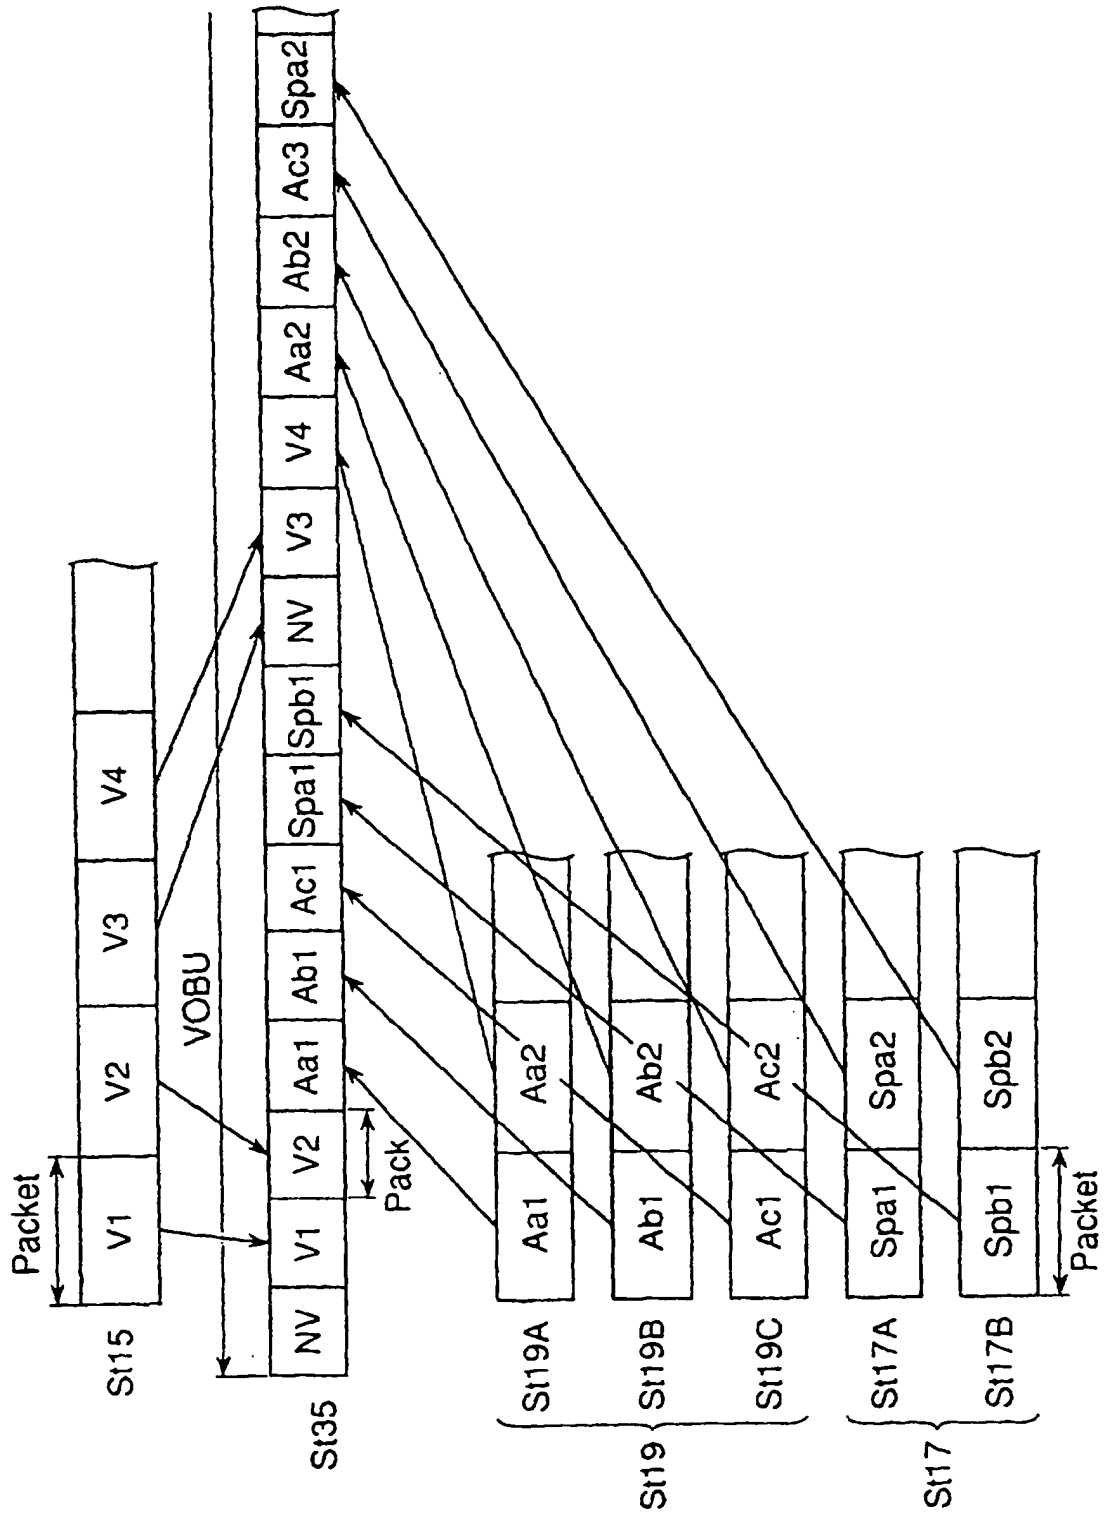 Packet
St15 V1 V2 V3 V4
VOBU
St35 NV V1 V2 Aa1 Ab1 Ac1 Spa1 Spb1 NV V3 V4 Aa2 Ab2 Ac3 Spa2
Pack
St19
St19A Aa1 Aa2
St19B Ab1 Ab2
St19C Ac1 Ac2
St17
St17A Spa1 Spa2
St17B Spb1 Spb2
Packet